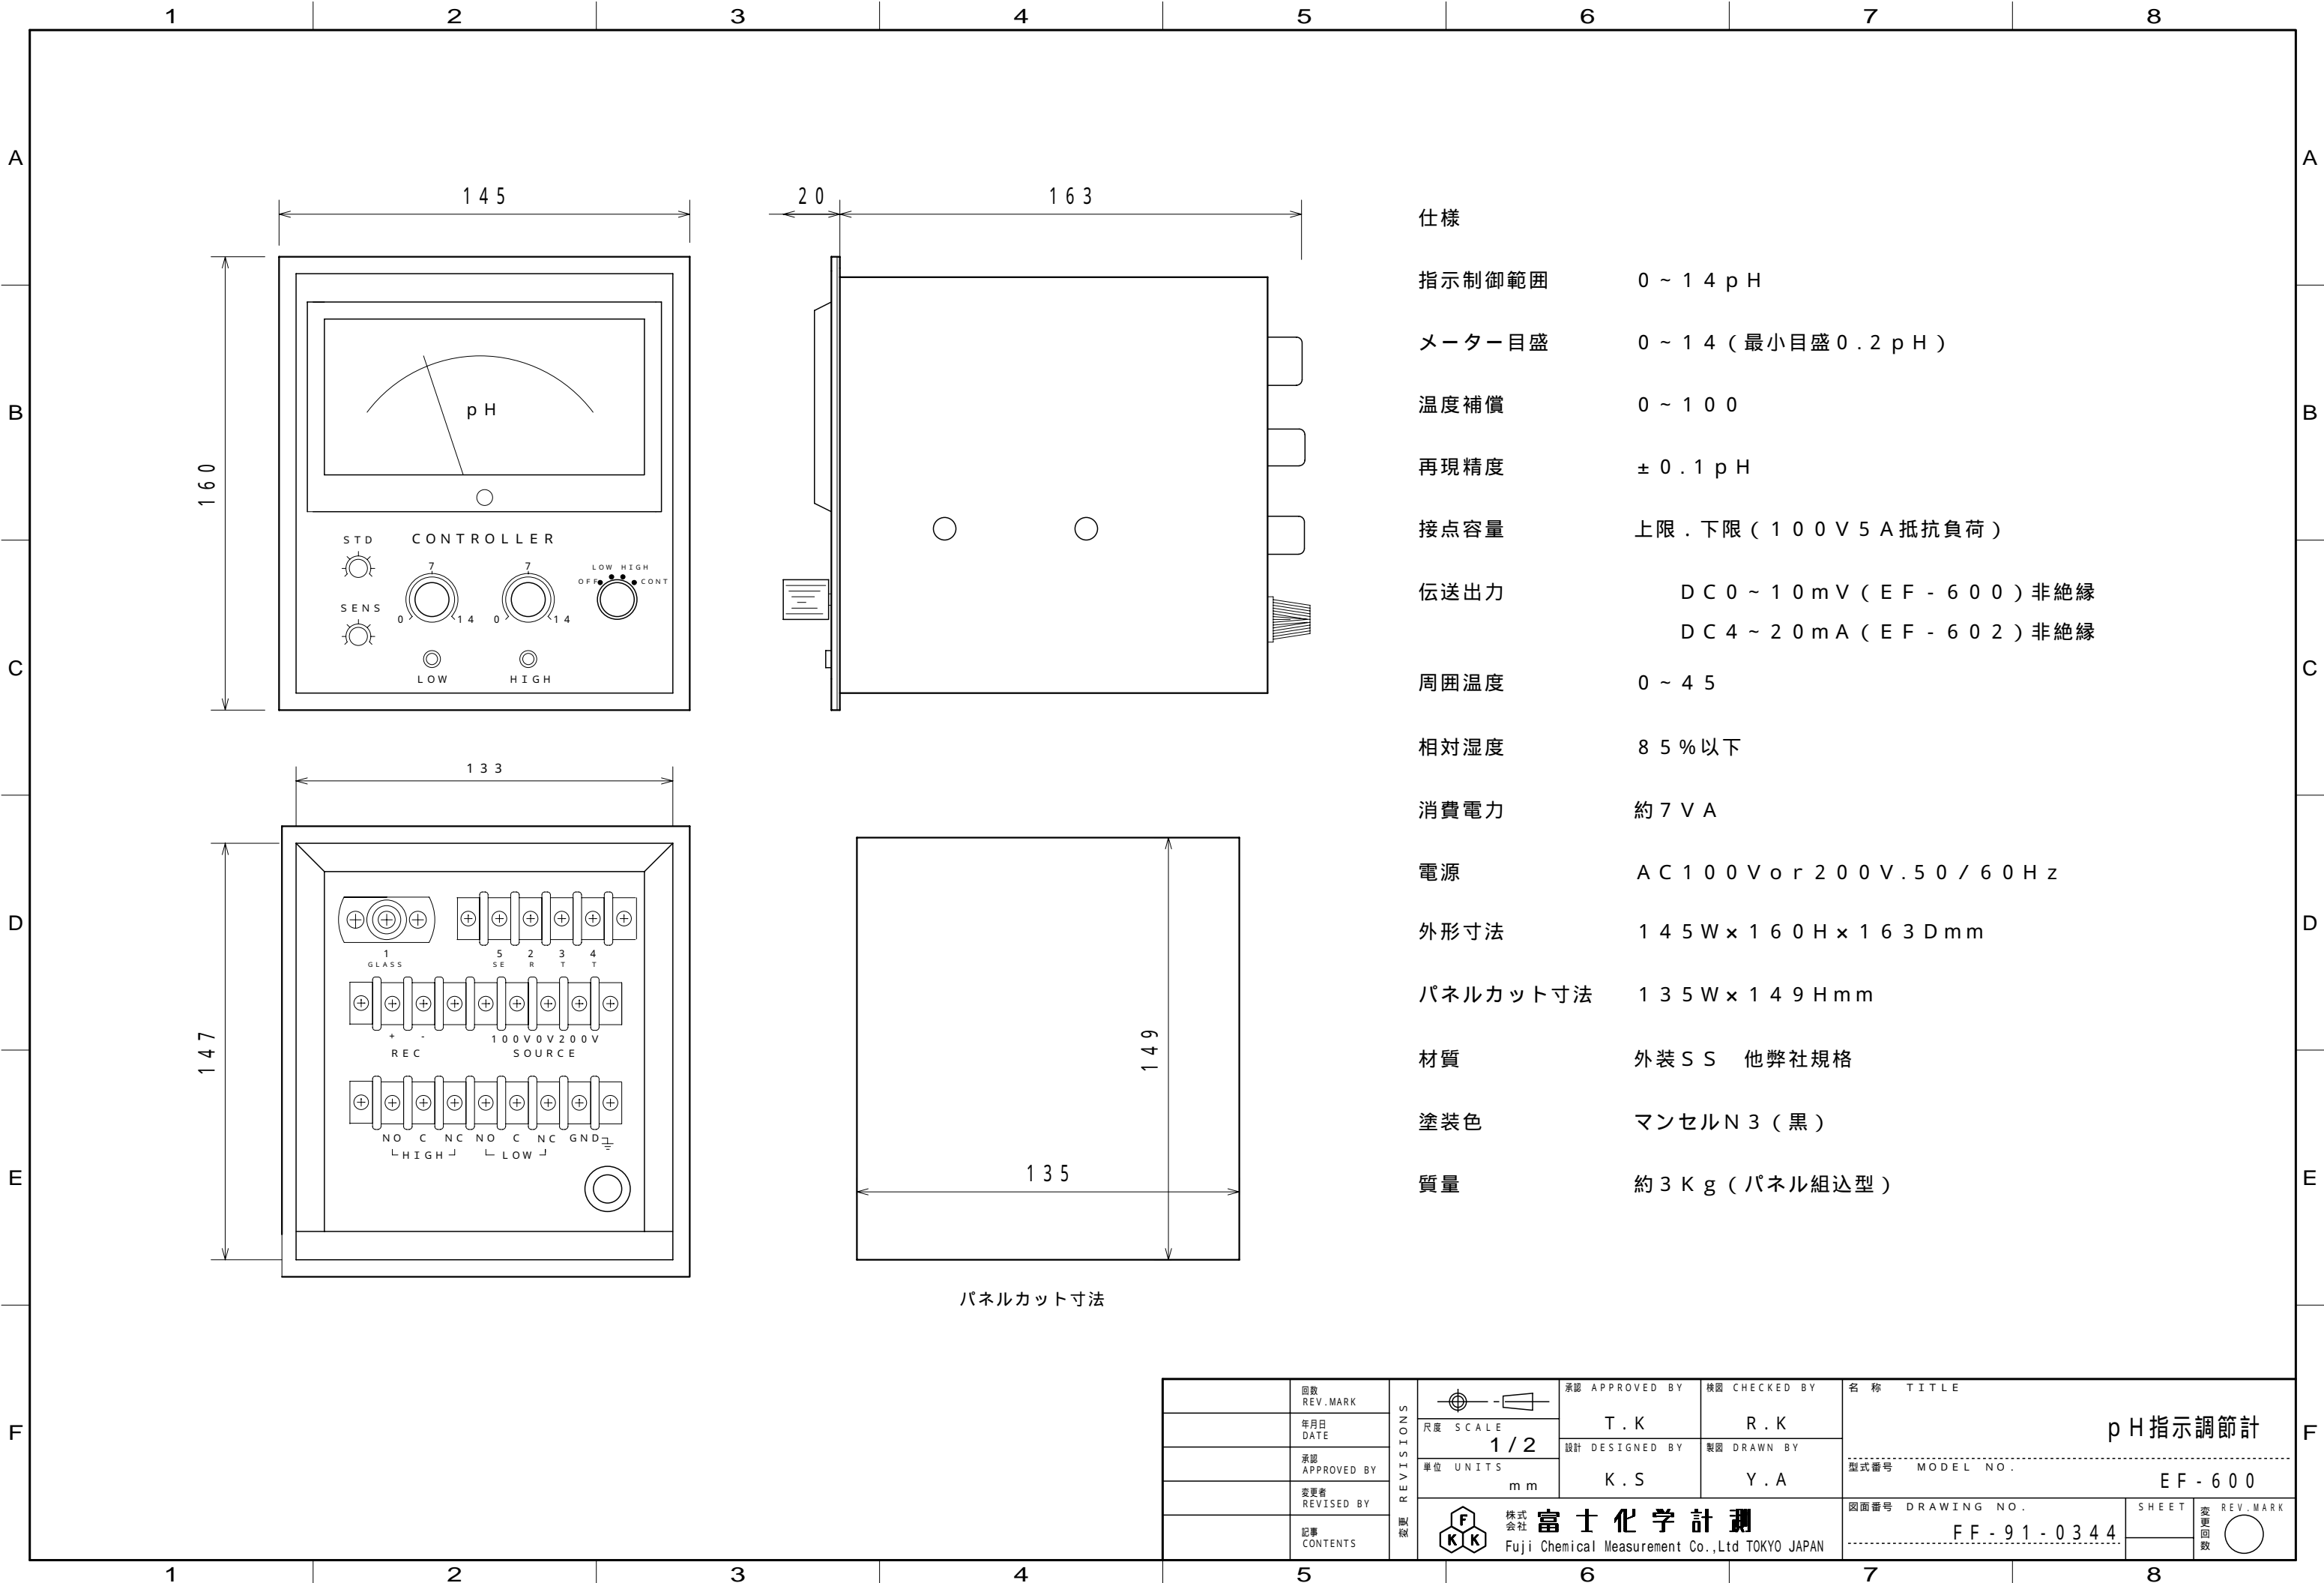 1 2 3 4 5 6 7 8
A A
B B
C C
D D
E E
F F
145
160
pH
STD
CONTROLLER
7
7
LOW HIGH
OFF
CONT
SENS
0
14
0
14
LOW
HIGH
20
163
133
147
1
GLASS
5 2 3 4
SE R T T
+ -
100V0V200V
REC
SOURCE
NO C NC NO C NC GND
HIGH
LOW
149
135
パネルカット寸法
仕様
指示制御範囲 0~14pH
メーター目盛 0~14(最小目盛0.2pH)
温度補償 0~100
再現精度 ±0.1pH
接点容量 上限.下限(100V5A抵抗負荷)
伝送出力 DC0~10mV(EF-600)非絶縁
DC4~20mA(EF-602)非絶縁
周囲温度 0~45
相対湿度 85%以下
消費電力 約7VA
電源 AC100Vor200V.50/60Hz
外形寸法 145W×160H×163Dmm
パネルカット寸法 135W×149Hmm
材質 外装SS 他弊社規格
塗装色 マンセルN3(黒)
質量 約3Kg(パネル組込型)
回数
REV.MARK
年月日
DATE
承認
APPROVED BY
変更者
REVISED BY
記事
CONTENTS
変更 REVISIONS
尺度 SCALE
1/2
単位 UNITS
mm
承認 APPROVED BY
T.K
検図 CHECKED BY
R.K
設計 DESIGNED BY
K.S
製図 DRAWN BY
Y.A
名 称 TITLE
pH指示調節計
型式番号 MODEL NO.
EF-600
F
K K
株式会社 富士化学計測
Fuji Chemical Measurement Co.,Ltd TOKYO JAPAN
図面番号 DRAWING NO.
FF-91-0344
SHEET
変更回数
REV.MARK
1 2 3 4 5 6 7 8